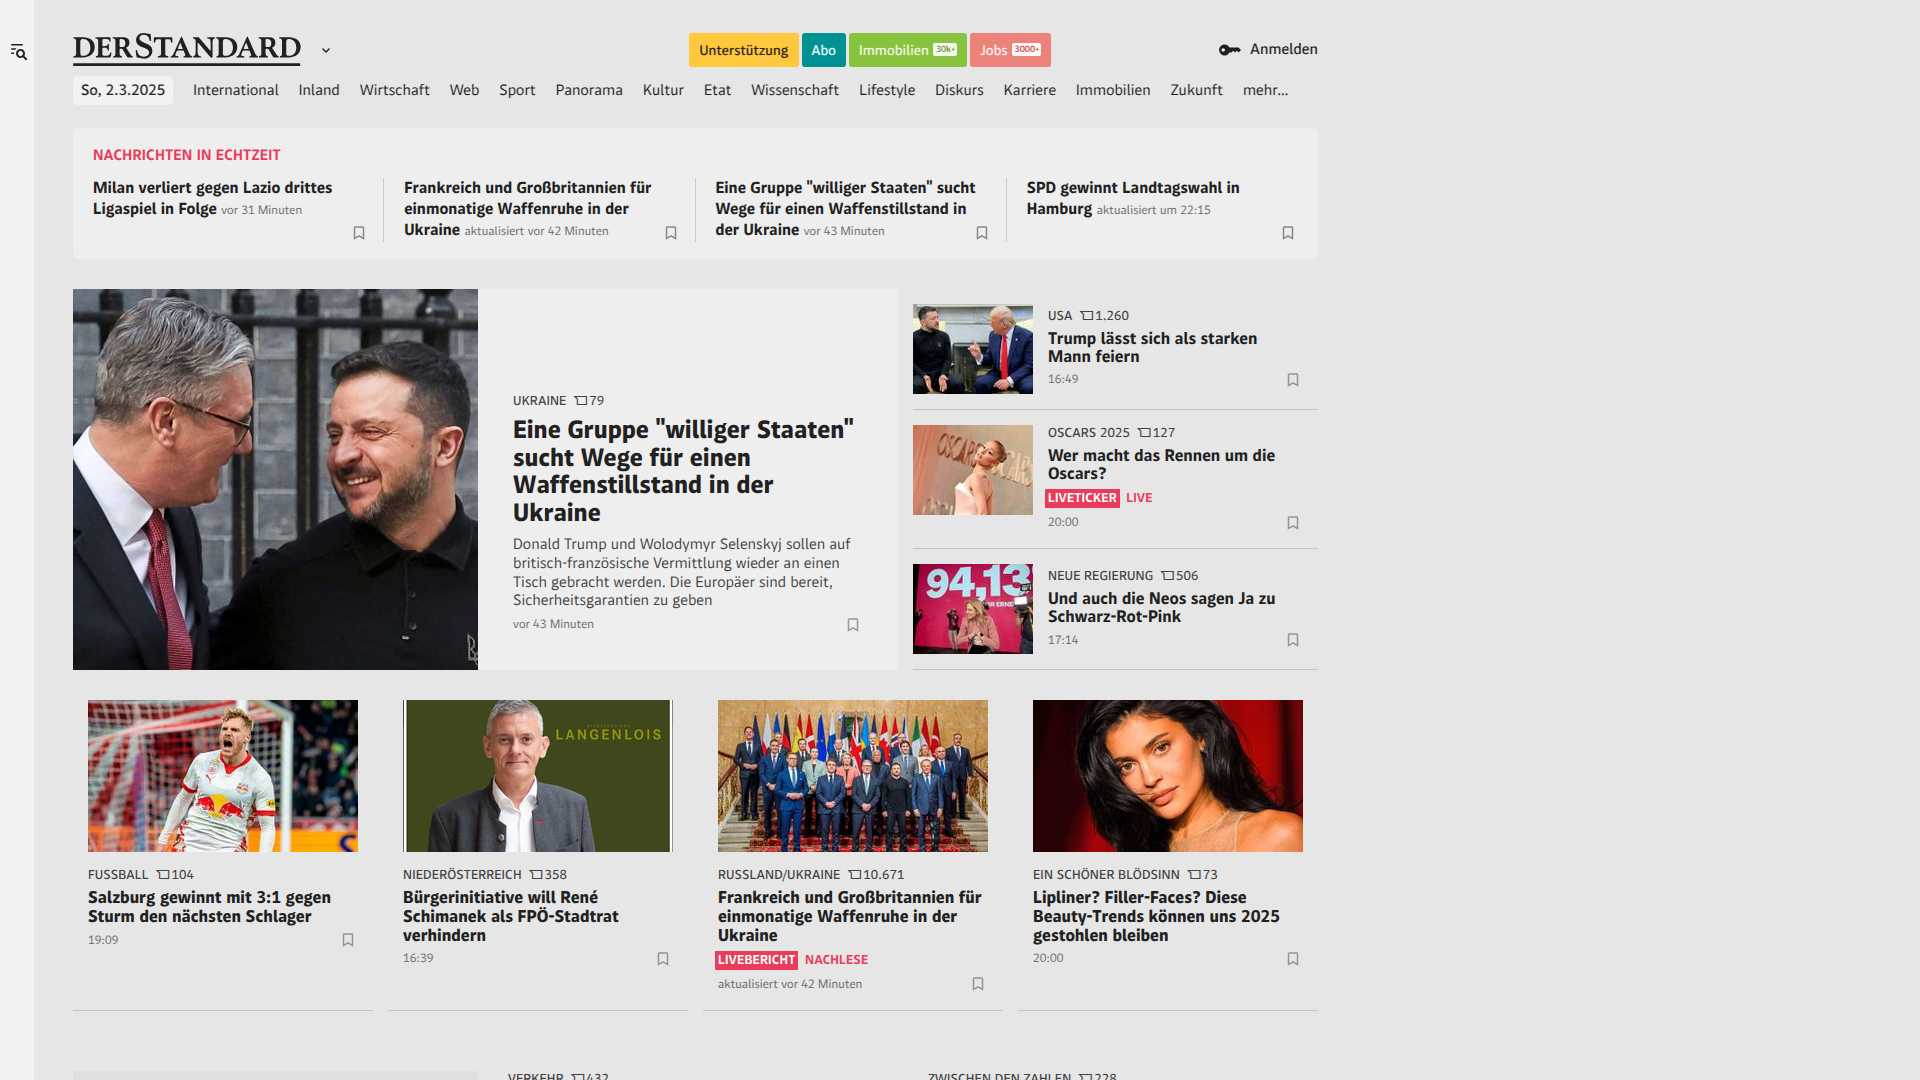 DERSTANDARD
Unterstützung
Abo
Immobilien 30k+
Jobs 3000+
Anmelden
So, 2.3.2025 International Inland Wirtschaft Web Sport Panorama Kultur Etat Wissenschaft Lifestyle Diskurs Karriere Immobilien Zukunft mehr...
NACHRICHTEN IN ECHTZEIT
Milan verliert gegen Lazio drittes
Ligaspiel in Folge vor 31 Minuten
Frankreich und Großbritannien für
einmonatige Waffenruhe in der
Ukraine aktualisiert vor 42 Minuten
Eine Gruppe "williger Staaten" sucht
Wege für einen Waffenstillstand in
der Ukraine vor 43 Minuten
SPD gewinnt Landtagswahl in
Hamburg aktualisiert um 22:15
UKRAINE 79
Eine Gruppe "williger Staaten"
sucht Wege für einen
Waffenstillstand in der
Ukraine
Donald Trump und Wolodymyr Selenskyj sollen auf
britisch-französische Vermittlung wieder an einen
Tisch gebracht werden. Die Europäer sind bereit,
Sicherheitsgarantien zu geben
vor 43 Minuten
USA 1.260
Trump lässt sich als starken
Mann feiern
16:49
OSCARS
OSCARS 2025 127
Wer macht das Rennen um die
Oscars?
LIVETICKER LIVE
20:00
94,13
NEUE REGIERUNG 506
Und auch die Neos sagen Ja zu
Schwarz-Rot-Pink
17:14
FUSSBALL 104
Salzburg gewinnt mit 3:1 gegen
Sturm den nächsten Schlager
19:09
LANGENLOIS
NIEDERÖSTERREICH 358
Bürgerinitiative will René
Schimanek als FPÖ-Stadtrat
verhindern
16:39
RUSSLAND/UKRAINE 10.671
Frankreich und Großbritannien für
einmonatige Waffenruhe in der
Ukraine
LIVEBERICHT NACHLESE
aktualisiert vor 42 Minuten
EIN SCHÖNER BLÖDSINN 73
Lipliner? Filler-Faces? Diese
Beauty-Trends können uns 2025
gestohlen bleiben
20:00
VERKEHR 432
ZWISCHEN DEN ZAHLEN 228